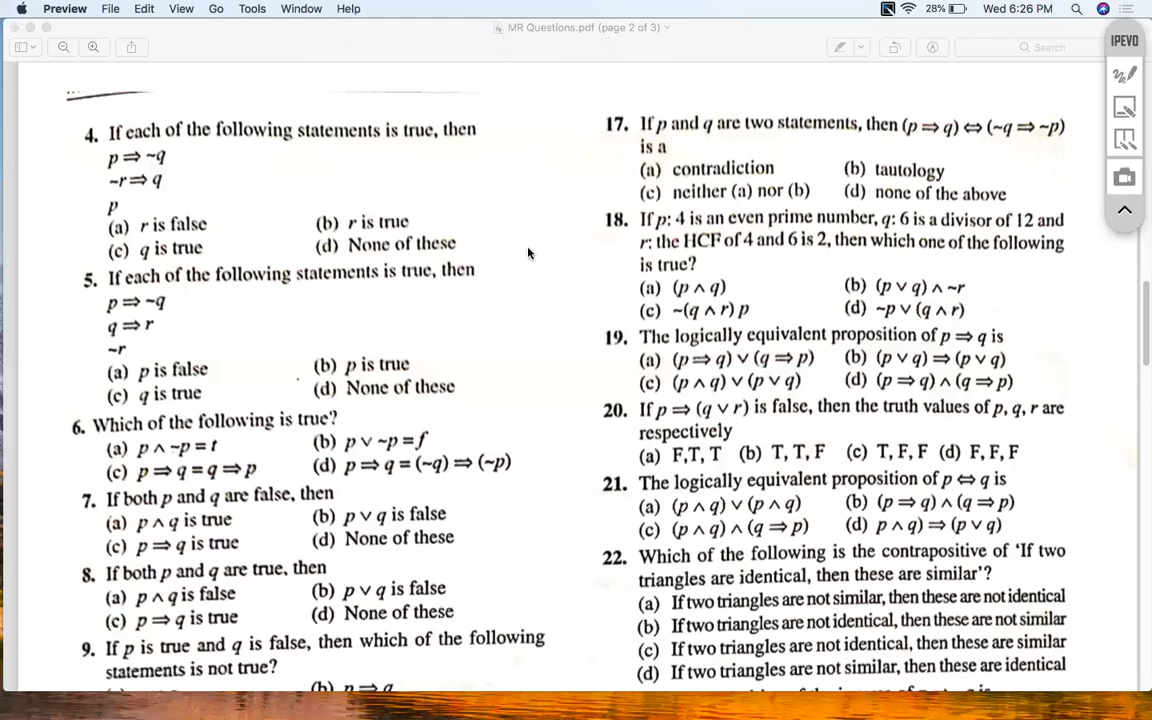 Preview File Edit View Go Tools Window Help 28% Wed 6:26 PM
MR Questions.pdf (page 2 of 3)
Search
IPEVO
4. If each of the following statements is true, then
p ⇒ ~q
~r ⇒ q
p
(a) r is false (b) r is true
(c) q is true (d) None of these
5. If each of the following statements is true, then
p ⇒ ~q
q ⇒ r
~r
(a) p is false (b) p is true
(c) q is true (d) None of these
6. Which of the following is true?
(a) p ∧ ~p = t (b) p ∨ ~p = f
(c) p ⇒ q = q ⇒ p (d) p ⇒ q = (~q) ⇒ (~p)
7. If both p and q are false, then
(a) p ∧ q is true (b) p ∨ q is false
(c) p ⇒ q is true (d) None of these
8. If both p and q are true, then
(a) p ∧ q is false (b) p ∨ q is false
(c) p ⇒ q is true (d) None of these
9. If p is true and q is false, then which of the following
statements is not true?
(b) p ⇒ q
17. If p and q are two statements, then (p ⇒ q) ⇔ (~q ⇒ ~p)
is a
(a) contradiction (b) tautology
(c) neither (a) nor (b) (d) none of the above
18. If p: 4 is an even prime number, q: 6 is a divisor of 12 and
r: the HCF of 4 and 6 is 2, then which one of the following
is true?
(a) (p ∧ q) (b) (p ∨ q) ∧ ~r
(c) ~(q ∧ r) p (d) ~p ∨ (q ∧ r)
19. The logically equivalent proposition of p ⇒ q is
(a) (p ⇒ q) ∨ (q ⇒ p) (b) (p ∨ q) ⇒ (p ∨ q)
(c) (p ∧ q) ∨ (p ∨ q) (d) (p ⇒ q) ∧ (q ⇒ p)
20. If p ⇒ (q ∨ r) is false, then the truth values of p, q, r are
respectively
(a) F,T, T (b) T, T, F (c) T, F, F (d) F, F, F
21. The logically equivalent proposition of p ⇔ q is
(a) (p ∧ q) ∨ (p ∧ q) (b) (p ⇒ q) ∧ (q ⇒ p)
(c) (p ∧ q) ∧ (q ⇒ p) (d) p ∧ q) ⇒ (p ∨ q)
22. Which of the following is the contrapositive of 'If two
triangles are identical, then these are similar'?
(a) If two triangles are not similar, then these are not identical
(b) If two triangles are not identical, then these are not similar
(c) If two triangles are not identical, then these are similar
(d) If two triangles are not similar, then these are identical